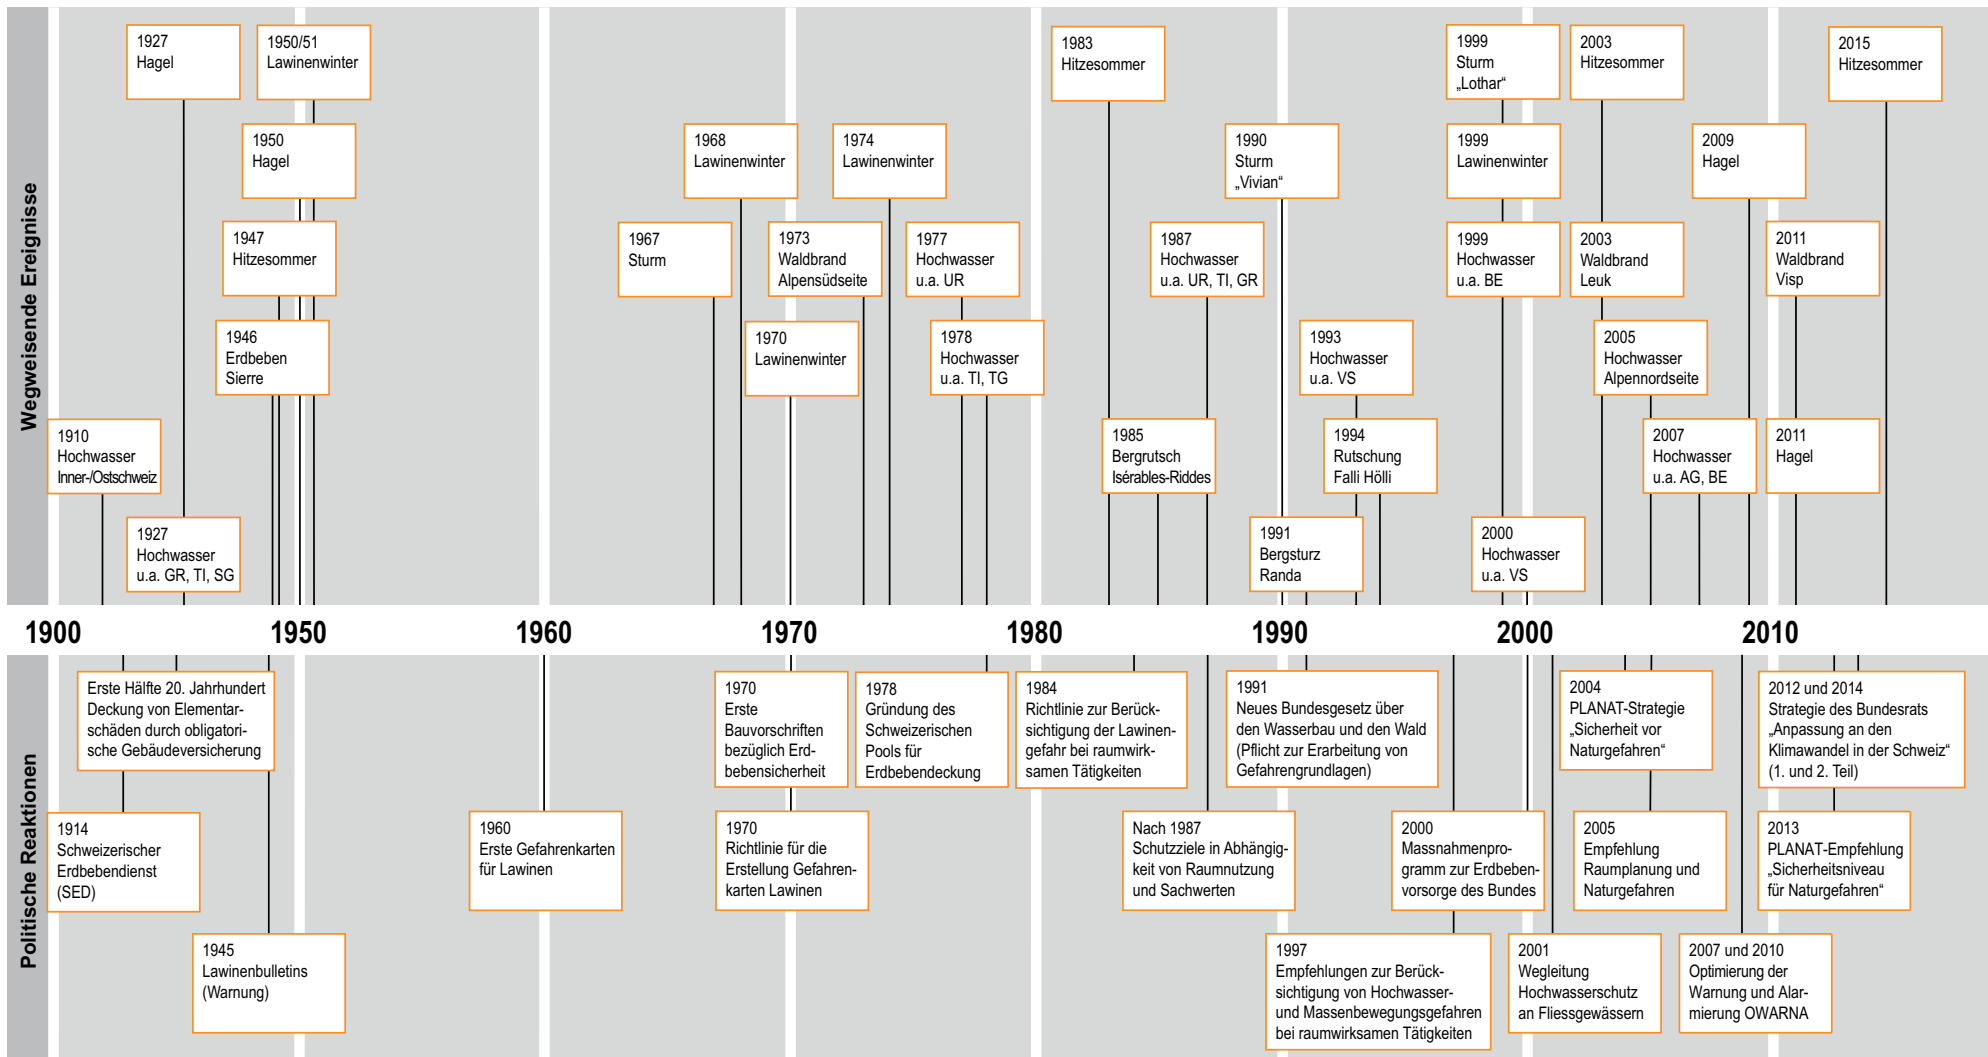 Wegweisende Ereignisse
1927
Hagel
1950/51
Lawinenwinter
1983
Hitzesommer
1999
Sturm
„Lothar“
2003
Hitzesommer
2015
Hitzesommer
1950
Hagel
1968
Lawinenwinter
1974
Lawinenwinter
1990
Sturm
„Vivian“
1999
Lawinenwinter
2009
Hagel
1947
Hitzesommer
1967
Sturm
1973
Waldbrand
Alpensüdseite
1977
Hochwasser
u.a. UR
1987
Hochwasser
u.a. UR, TI, GR
1999
Hochwasser
u.a. BE
2003
Waldbrand
Leuk
2011
Waldbrand
Visp
1946
Erdbeben
Sierre
1970
Lawinenwinter
1978
Hochwasser
u.a. TI, TG
1993
Hochwasser
u.a. VS
2005
Hochwasser
Alpennordseite
1910
Hochwasser
Inner-/Ostschweiz
1985
Bergrutsch
Isérables-Riddes
1994
Rutschung
Falli Hölli
2007
Hochwasser
u.a. AG, BE
2011
Hagel
1927
Hochwasser
u.a. GR, TI, SG
1991
Bergsturz
Randa
2000
Hochwasser
u.a. VS
1900
1950
1960
1970
1980
1990
2000
2010
Politische Reaktionen
Erste Hälfte 20. Jahrhundert
Deckung von Elementar-
schäden durch obligatori-
sche Gebäudeversicherung
1970
Erste
Bauvorschriften
bezüglich Erd-
bebensicherheit
1978
Gründung des
Schweizerischen
Pools für
Erdbebendeckung
1984
Richtlinie zur Berück-
sichtigung der Lawinen-
gefahr bei raumwirk-
samen Tätigkeiten
1991
Neues Bundesgesetz über
den Wasserbau und den Wald
(Pflicht zur Erarbeitung von
Gefahrengrundlagen)
2004
PLANAT-Strategie
„Sicherheit vor
Naturgefahren“
2012 und 2014
Strategie des Bundesrats
„Anpassung an den
Klimawandel in der Schweiz“
(1. und 2. Teil)
1914
Schweizerischer
Erdbebendienst
(SED)
1960
Erste Gefahrenkarten
für Lawinen
1970
Richtlinie für die
Erstellung Gefahren-
karten Lawinen
Nach 1987
Schutzziele in Abhängig-
keit von Raumnutzung
und Sachwerten
2000
Massnahmenpro-
gramm zur Erdbeben-
vorsorge des Bundes
2005
Empfehlung
Raumplanung und
Naturgefahren
2013
PLANAT-Empfehlung
„Sicherheitsniveau
für Naturgefahren“
1945
Lawinenbulletins
(Warnung)
1997
Empfehlungen zur Berück-
sichtigung von Hochwasser-
und Massenbewegungsgefahren
bei raumwirksamen Tätigkeiten
2001
Wegleitung
Hochwasserschutz
an Fliessgewässern
2007 und 2010
Optimierung der
Warnung und Alar-
mierung OWARNA